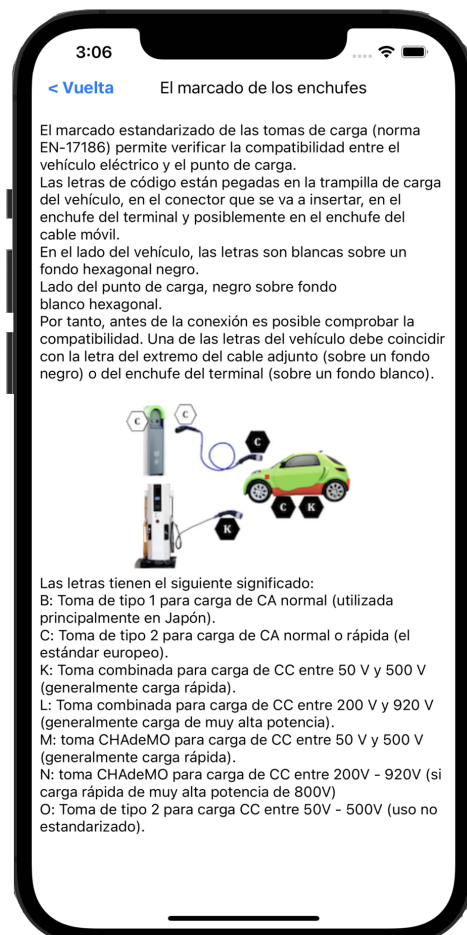 3:06
< Vuelta
El marcado de los enchufes
El marcado estandarizado de las tomas de carga (norma
EN-17186) permite verificar la compatibilidad entre el
vehículo eléctrico y el punto de carga.
Las letras de código están pegadas en la trampilla de carga
del vehículo, en el conector que se va a insertar, en el
enchufe del terminal y posiblemente en el enchufe del
cable móvil.
En el lado del vehículo, las letras son blancas sobre un
fondo hexagonal negro.
Lado del punto de carga, negro sobre fondo
blanco hexagonal.
Por tanto, antes de la conexión es posible comprobar la
compatibilidad. Una de las letras del vehículo debe coincidir
con la letra del extremo del cable adjunto (sobre un fondo
negro) o del enchufe del terminal (sobre un fondo blanco).
C
C
C
C
K
K
Las letras tienen el siguiente significado:
B: Toma de tipo 1 para carga de CA normal (utilizada
principalmente en Japón).
C: Toma de tipo 2 para carga de CA normal o rápida (el
estándar europeo).
K: Toma combinada para carga de CC entre 50 V y 500 V
(generalmente carga rápida).
L: Toma combinada para carga de CC entre 200 V y 920 V
(generalmente carga de muy alta potencia).
M: toma CHAdeMO para carga de CC entre 50 V y 500 V
(generalmente carga rápida).
N: toma CHAdeMO para carga de CC entre 200V - 920V (si
carga rápida de muy alta potencia de 800V)
O: Toma de tipo 2 para carga CC entre 50V - 500V (uso no
estandarizado).